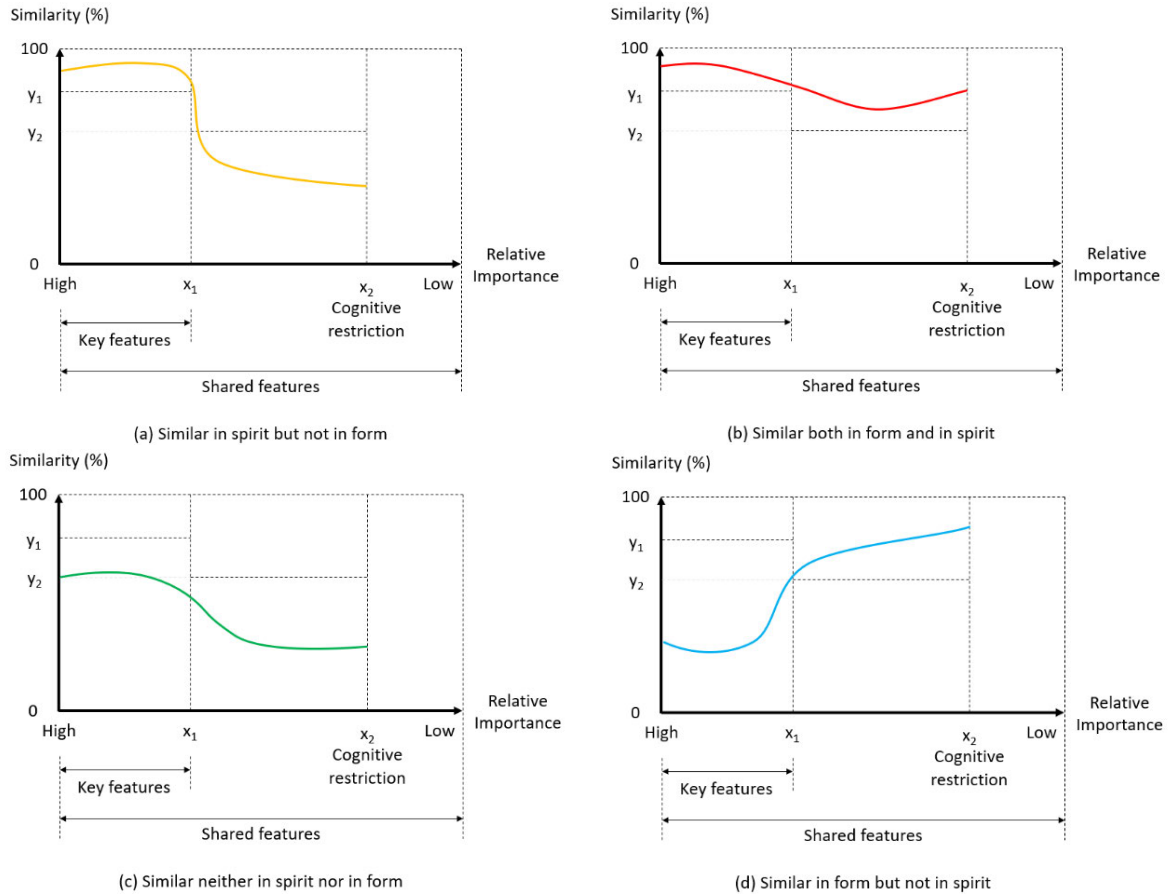 Similarity (%)
100
y1
y2
0
High
x1
x2
Low
Relative
Importance
Cognitive
restriction
Key features
Shared features
(a) Similar in spirit but not in form
Similarity (%)
100
y1
y2
0
High
x1
x2
Low
Relative
Importance
Cognitive
restriction
Key features
Shared features
(b) Similar both in form and in spirit
Similarity (%)
100
y1
y2
0
High
x1
x2
Low
Relative
Importance
Cognitive
restriction
Key features
Shared features
(c) Similar neither in spirit nor in form
Similarity (%)
100
y1
y2
0
High
x1
x2
Low
Relative
Importance
Cognitive
restriction
Key features
Shared features
(d) Similar in form but not in spirit